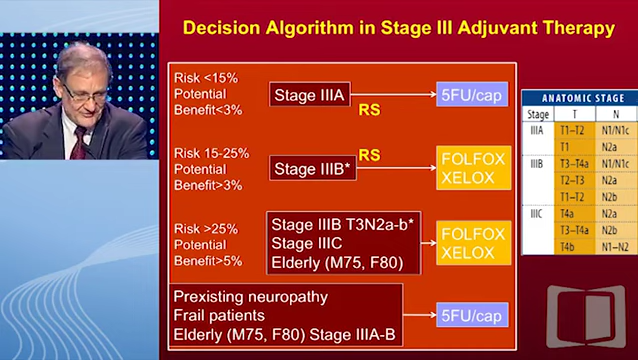 Decision Algorithm in Stage III Adjuvant Therapy
Risk <15%
Potential
Benefit<3%
Stage IIIA
RS
5FU/cap
Risk 15-25%
Potential
Benefit>3%
Stage IIIB*
RS
FOLFOX
XELOX
Risk >25%
Potential
Benefit>5%
Stage IIIB T3N2a-b*
Stage IIIC
Elderly (M75, F80)
FOLFOX
XELOX
Prexisting neuropathy
Frail patients
Elderly (M75, F80) Stage IIIA-B
5FU/cap
ANATOMIC STAGE
Stage T N
IIIA T1–T2 N1/N1c
T1 N2a
IIIB T3–T4a N1/N1c
T2–T3 N2a
T1–T2 N2b
IIIC T4a N2a
T3–T4a N2b
T4b N1–N2